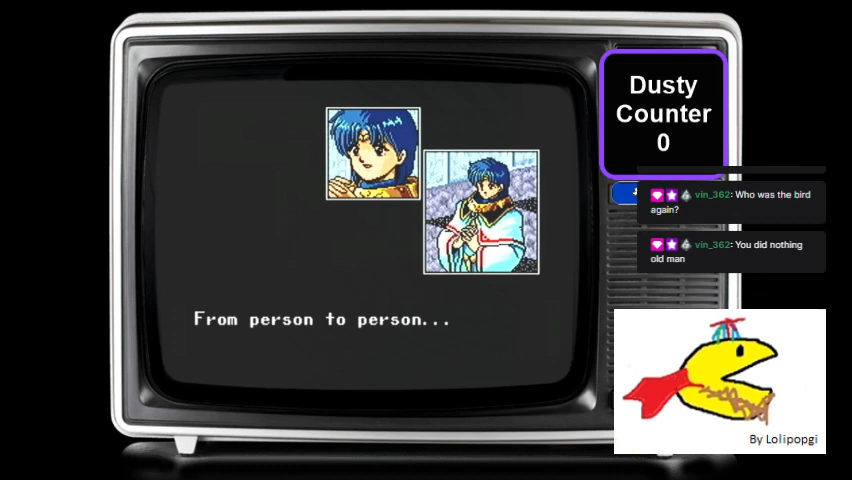 Dusty
Counter
0
vin_362: Who was the bird
again?
vin_362: You did nothing
old man
From person to person...
By Lolipopgi